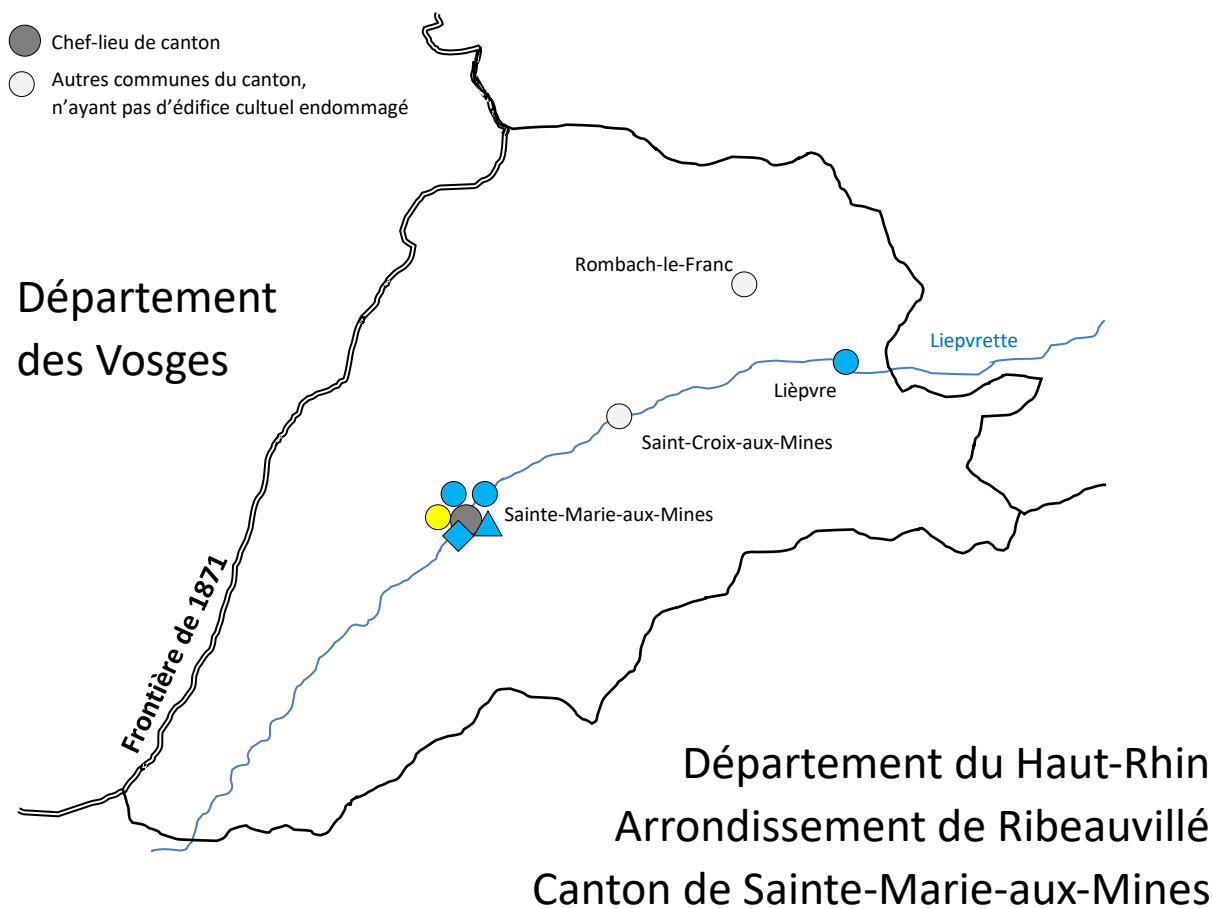 Chef-lieu de canton
Autres communes du canton,
n'ayant pas d'édifice cultuel endommagé
Département
des Vosges
Rombach-le-Franc
Liepvrette
Lièpvre
Saint-Croix-aux-Mines
Sainte-Marie-aux-Mines
Frontière de 1871
Département du Haut-Rhin
Arrondissement de Ribeauvillé
Canton de Sainte-Marie-aux-Mines